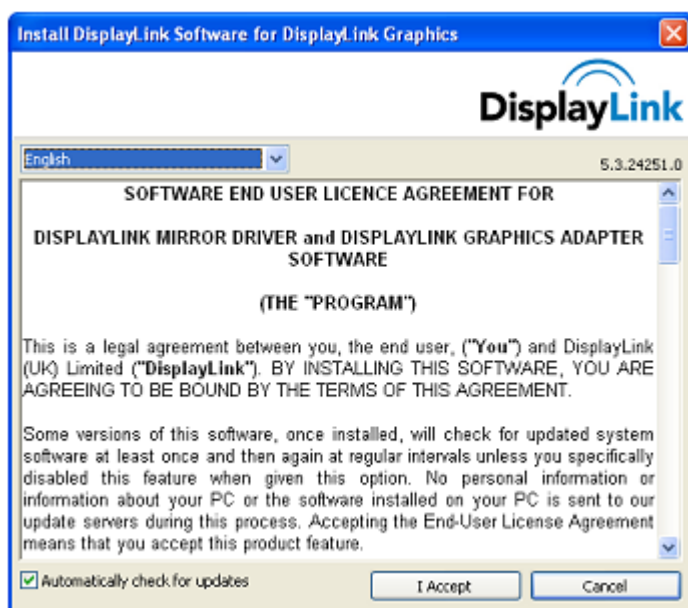 Install DisplayLink Software for DisplayLink Graphics
DisplayLink
English
5.3.24251.0
SOFTWARE END USER LICENCE AGREEMENT FOR
DISPLAYLINK MIRROR DRIVER and DISPLAYLINK GRAPHICS ADAPTER
SOFTWARE
(THE "PROGRAM")
This is a legal agreement between you, the end user, ("You") and DisplayLink
(UK) Limited ("DisplayLink"). BY INSTALLING THIS SOFTWARE, YOU ARE
AGREEING TO BE BOUND BY THE TERMS OF THIS AGREEMENT.
Some versions of this software, once installed, will check for updated system
software at least once and then again at regular intervals unless you specifically
disabled this feature when given this option. No personal information or
information about your PC or the software installed on your PC is sent to our
update servers during this process. Accepting the End-User License Agreement
means that you accept this product feature.
Automatically check for updates
I Accept
Cancel